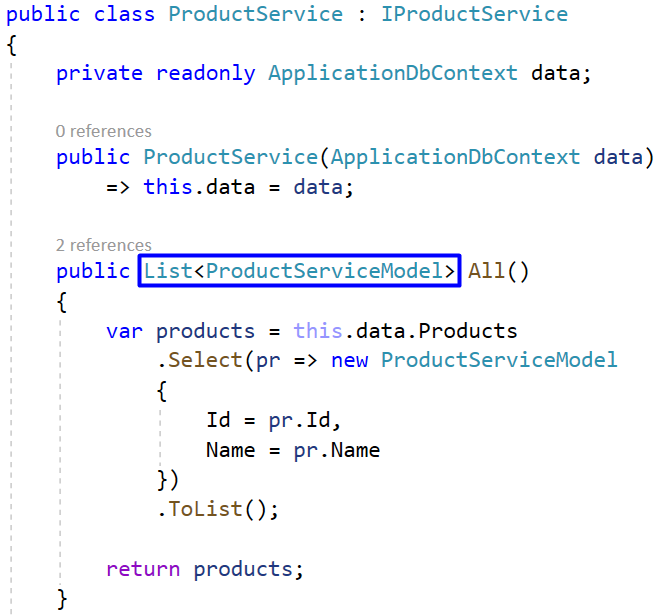 public class ProductService : IProductService
{
private readonly ApplicationDbContext data;
0 references
public ProductService(ApplicationDbContext data)
=> this.data = data;
2 references
public List<ProductServiceModel> All()
{
var products = this.data.Products
.Select(pr => new ProductServiceModel
{
Id = pr.Id,
Name = pr.Name
})
.ToList();
return products;
}